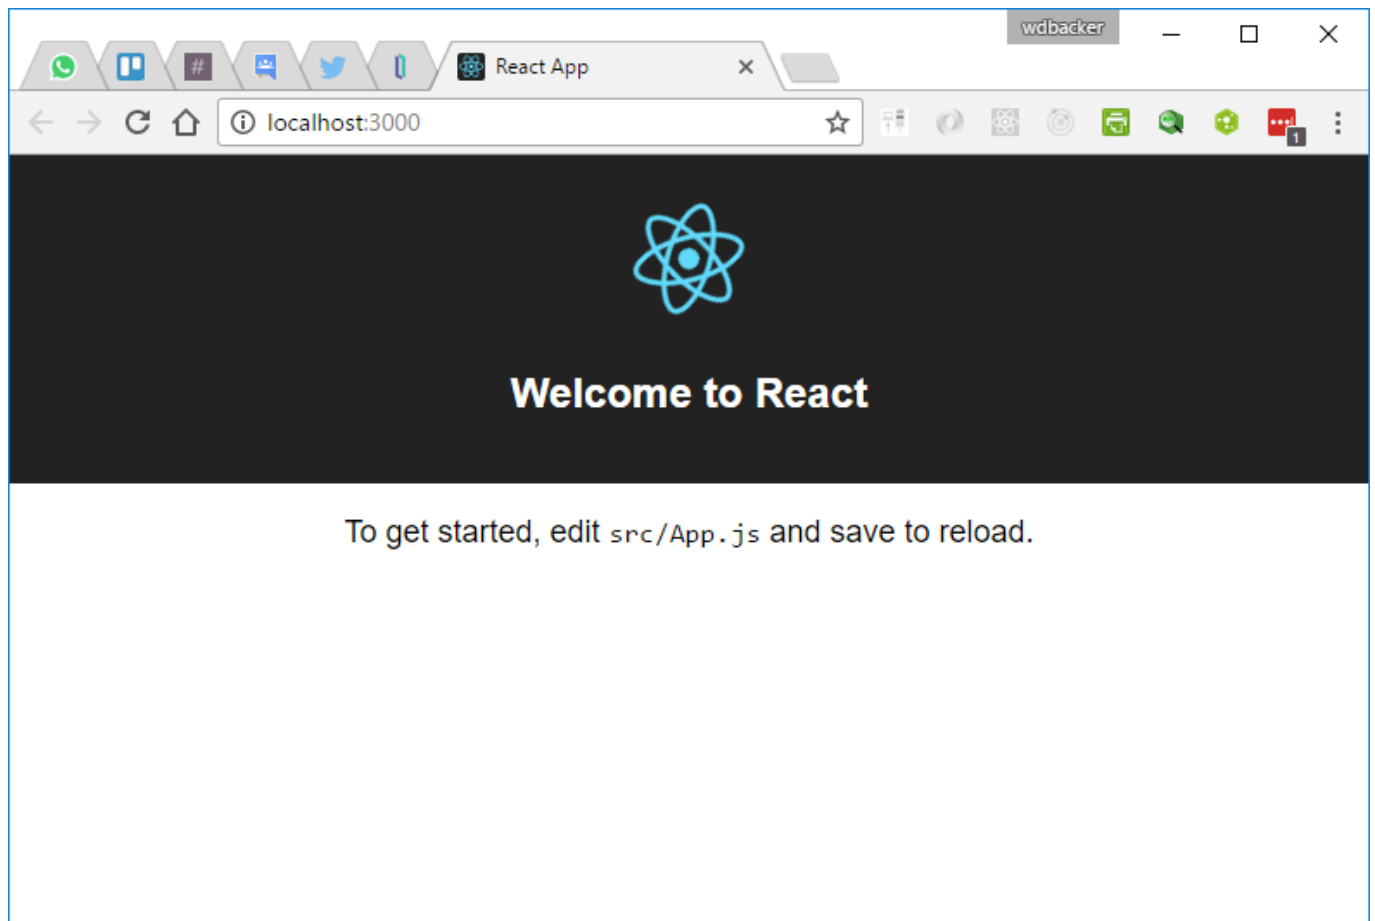 wdbacker
# React App
localhost:3000
1
Welcome to React
To get started, edit src/App.js and save to reload.